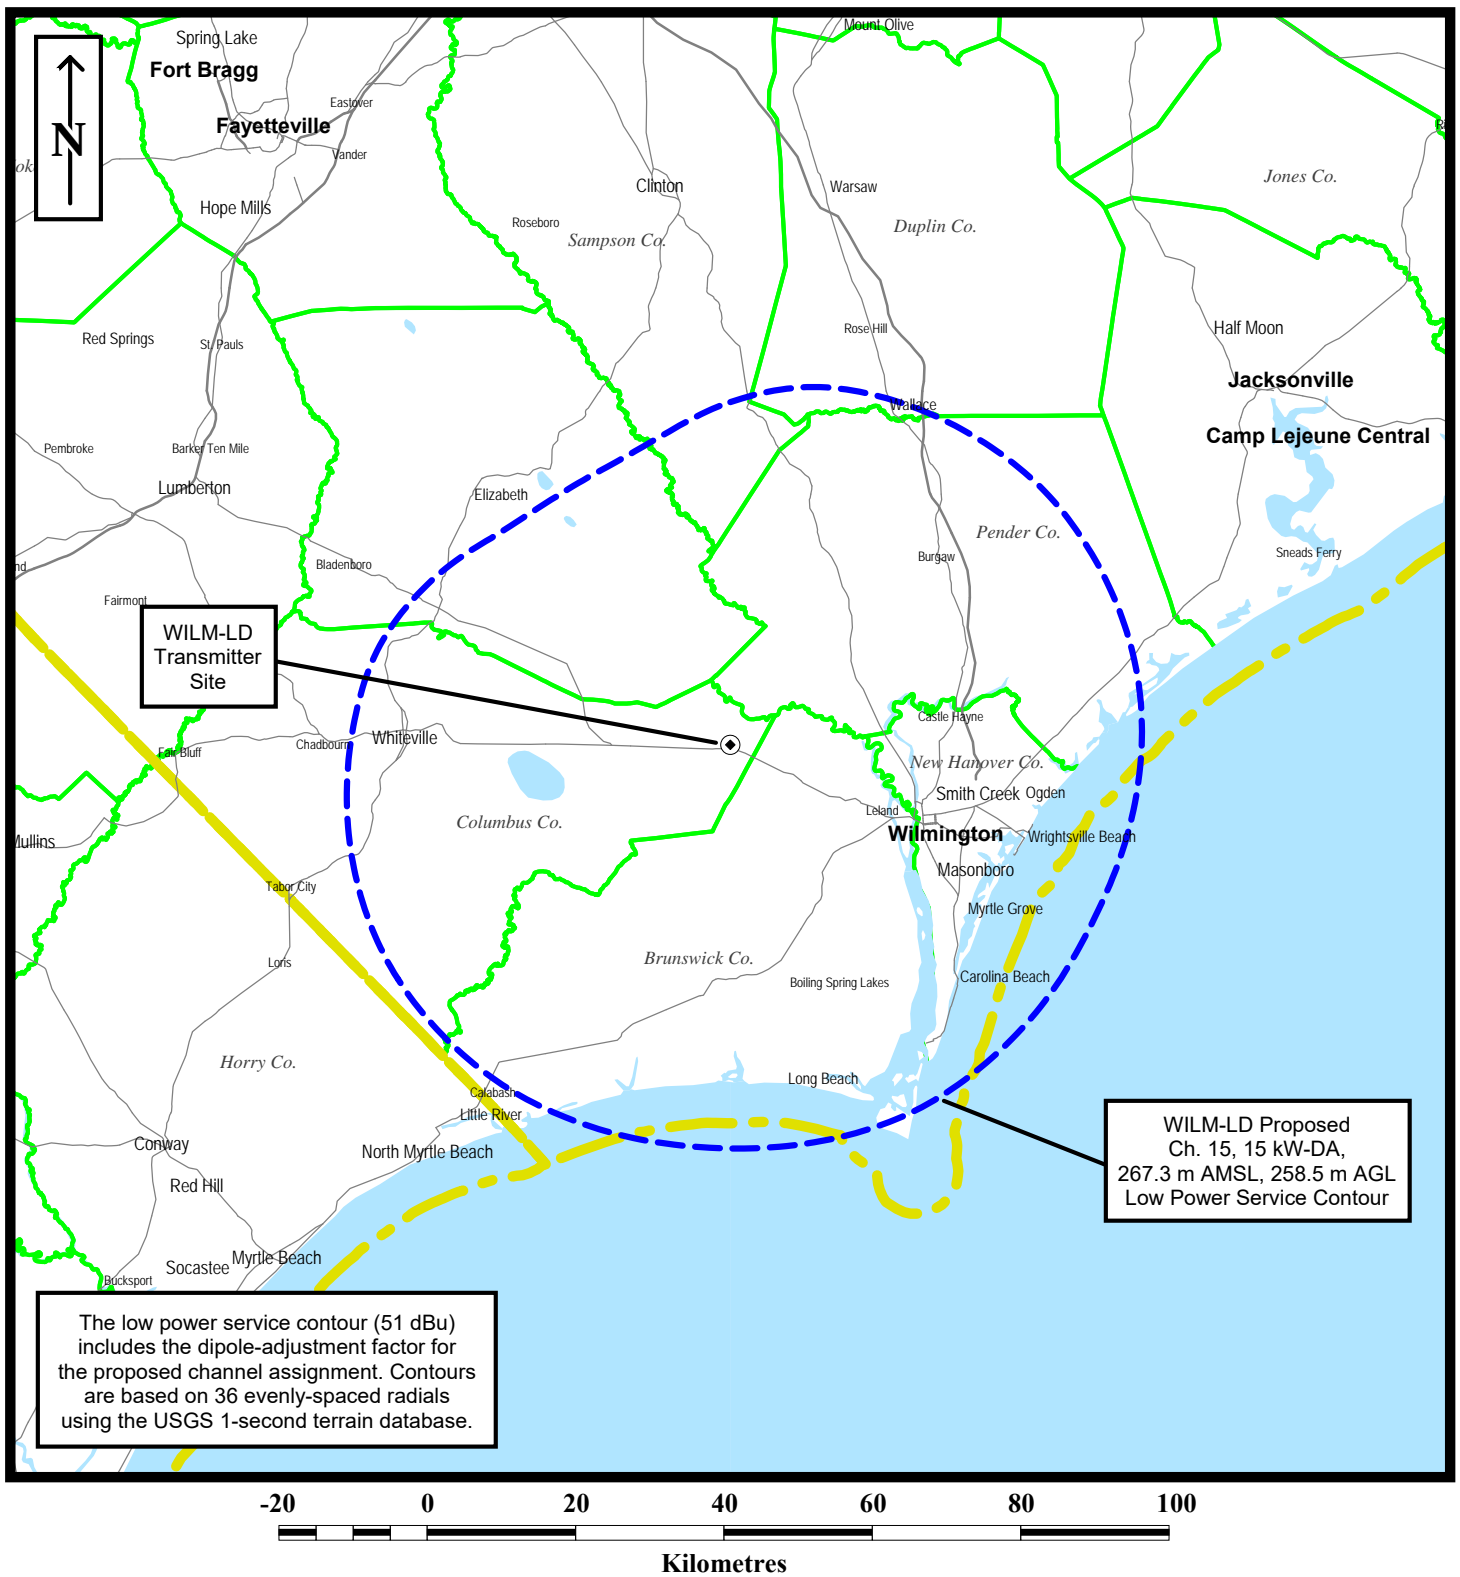 Mount Olive
Spring Lake
Fort Bragg
Eastover
Fayetteville
Vander
N
Hope Mills
Clinton
Warsaw
Jones Co.
Roseboro
Sampson Co.
Duplin Co.
Red Springs
St. Pauls
Rose Hill
Half Moon
Jacksonville
Wallace
Camp Lejeune Central
Pembroke
Barker Ten Mile
Lumberton
Elizabeth
Pender Co.
Burgaw
Sneads Ferry
Bladenboro
Fairmont
WILM-LD
Transmitter
Site
Castle Hayne
Whiteville
Chadbourn
Fair Bluff
New Hanover Co.
Smith Creek
Ogden
Leland
Columbus Co.
Wilmington
Wrightsville Beach
Mullins
Masonboro
Tabor City
Myrtle Grove
Loris
Brunswick Co.
Carolina Beach
Boiling Spring Lakes
Horry Co.
Long Beach
Calabash
Little River
Conway
North Myrtle Beach
Red Hill
WILM-LD Proposed
Ch. 15, 15 kW-DA,
267.3 m AMSL, 258.5 m AGL
Low Power Service Contour
Myrtle Beach
Socastee
Bucksport
The low power service contour (51 dBu)
includes the dipole-adjustment factor for
the proposed channel assignment. Contours
are based on 36 evenly-spaced radials
using the USGS 1-second terrain database.
-20 0 20 40 60 80 100
Kilometres